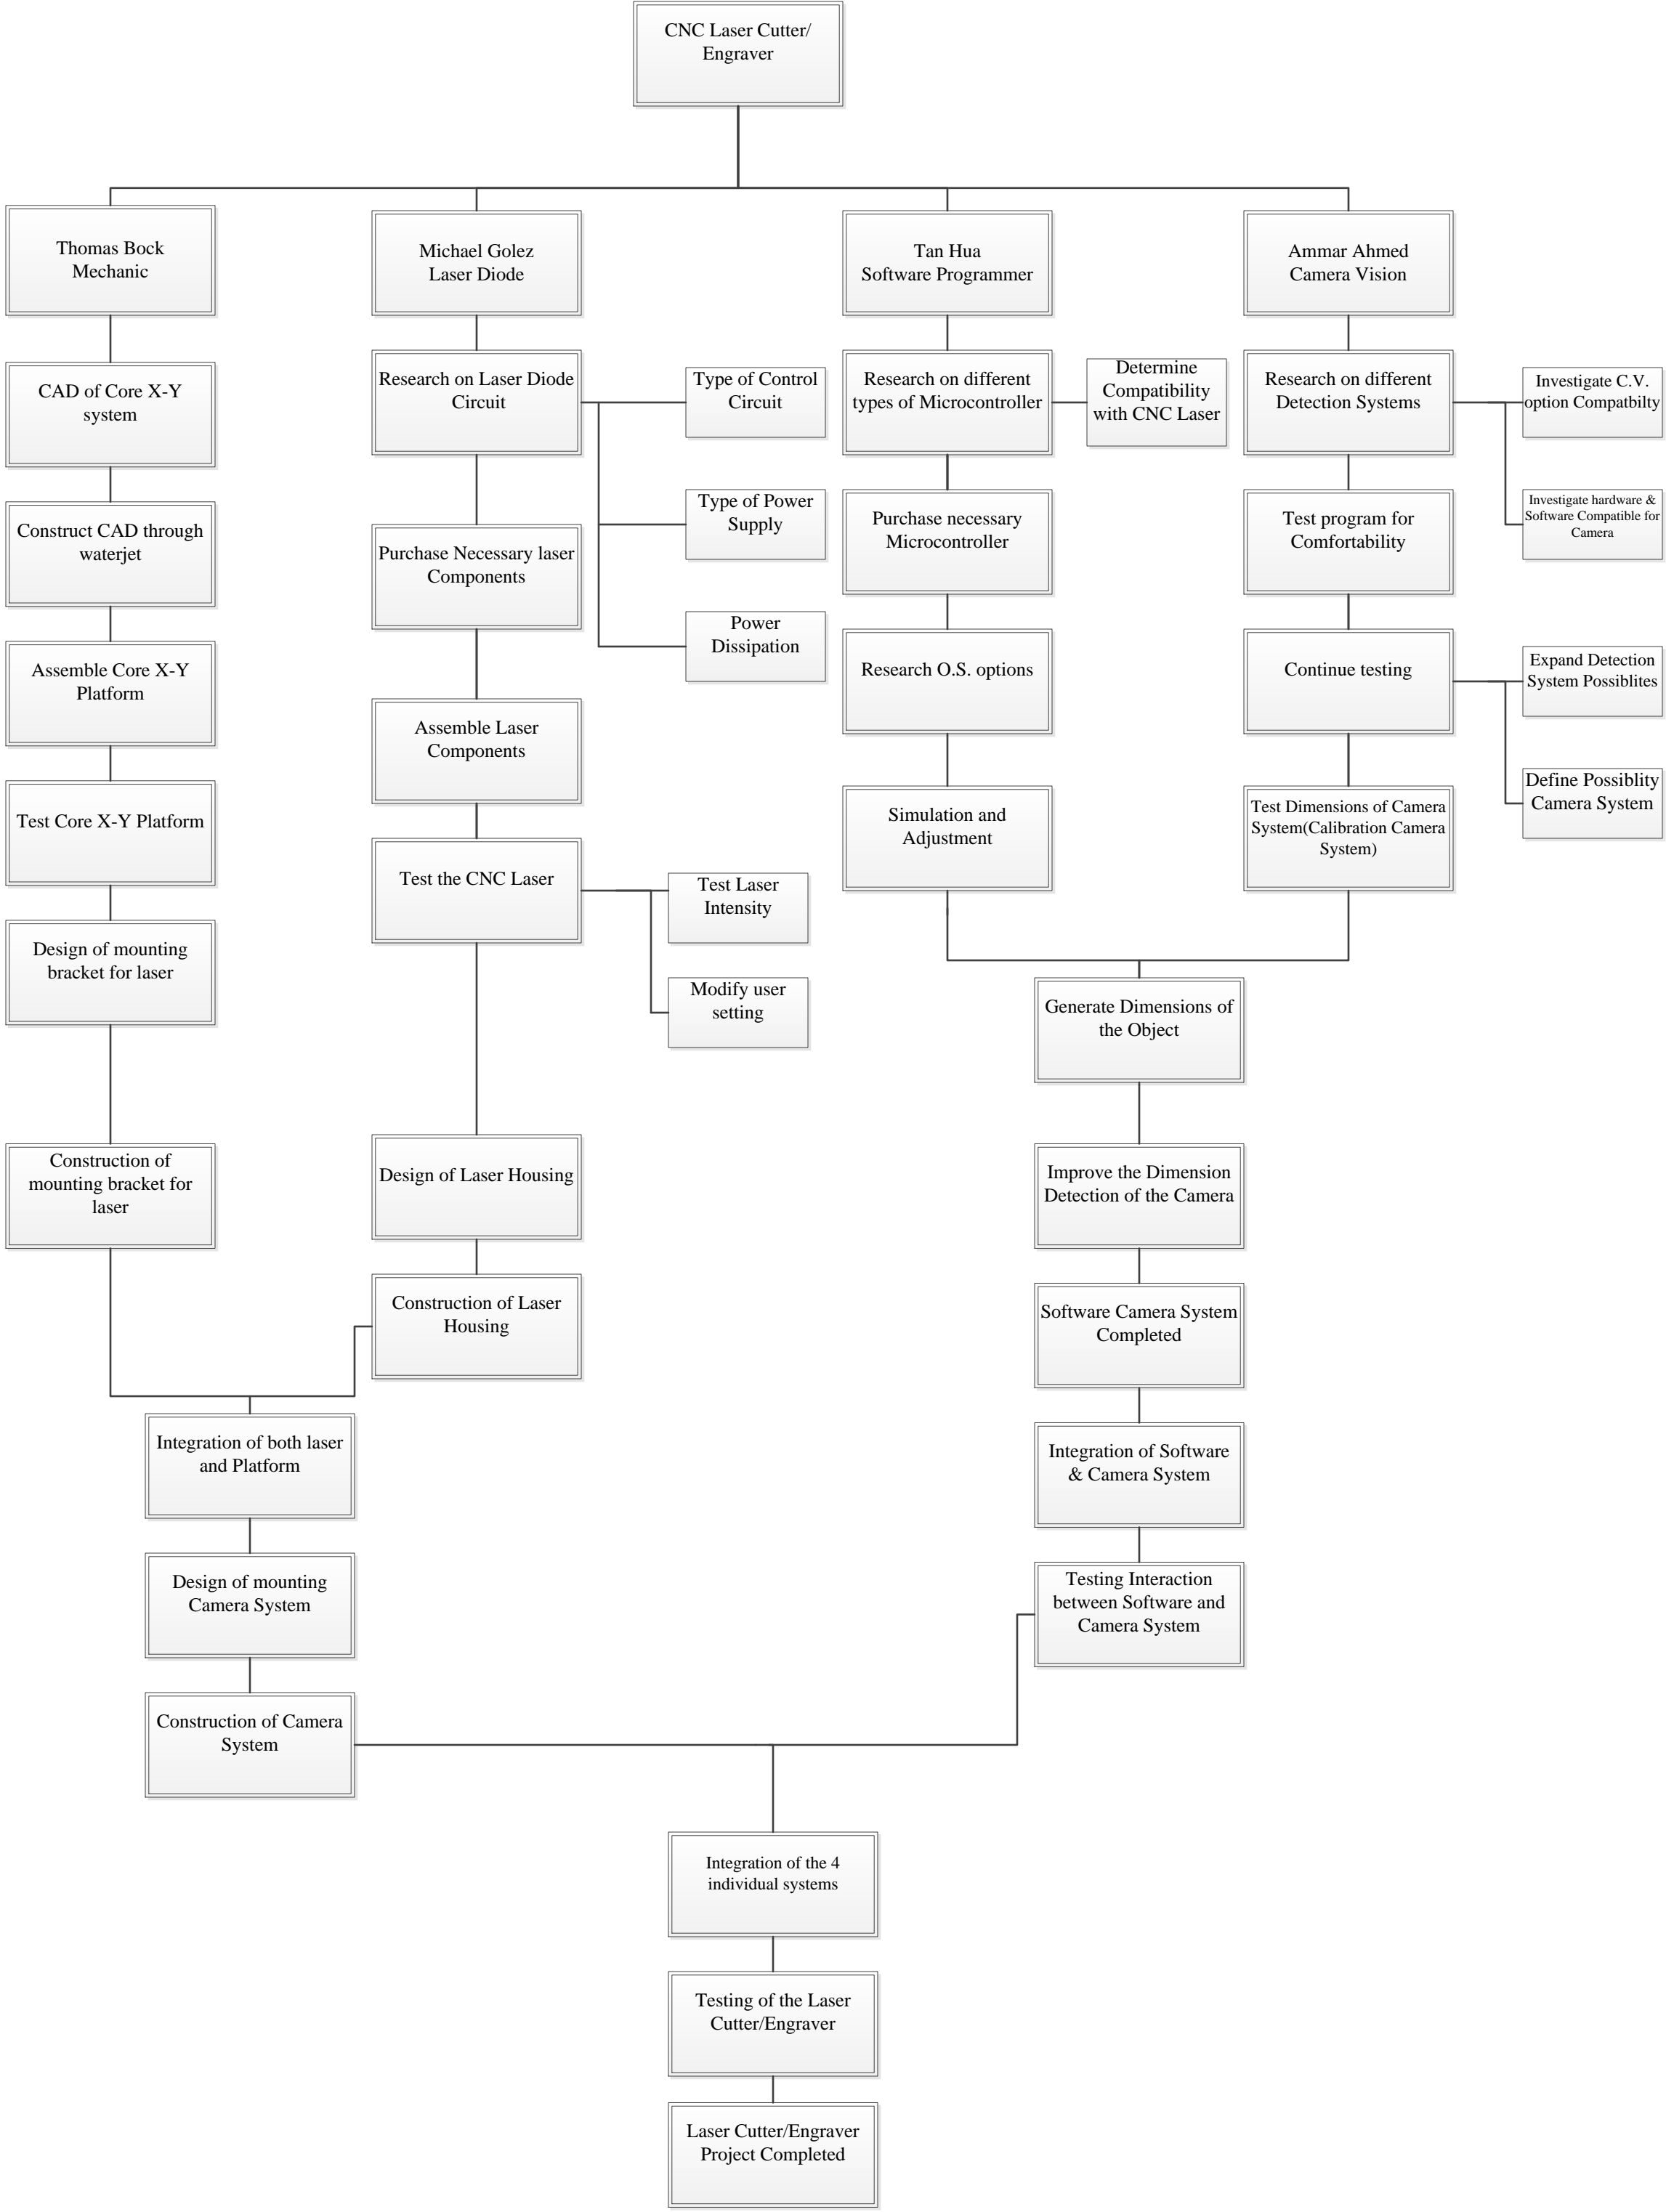 CNC Laser Cutter/
Engraver
Thomas Bock
Mechanic
Michael Golez
Laser Diode
Tan Hua
Software Programmer
Ammar Ahmed
Camera Vision
CAD of Core X-Y
system
Research on Laser Diode
Circuit
Type of Control
Circuit
Research on different
types of Microcontroller
Determine
Compatibility
with CNC Laser
Research on different
Detection Systems
Investigate C.V.
option Compatbilty
Construct CAD through
waterjet
Purchase Necessary laser
Components
Type of Power
Supply
Purchase necessary
Microcontroller
Test program for
Comfortability
Investigate hardware &
Software Compatible for
Camera
Assemble Core X-Y
Platform
Power
Dissipation
Research O.S. options
Continue testing
Expand Detection
System Possiblites
Assemble Laser
Components
Test Core X-Y Platform
Simulation and
Adjustment
Test Dimensions of Camera
System(Calibration Camera
System)
Define Possiblity
Camera System
Test the CNC Laser
Test Laser
Intensity
Design of mounting
bracket for laser
Modify user
setting
Generate Dimensions of
the Object
Construction of
mounting bracket for
laser
Design of Laser Housing
Improve the Dimension
Detection of the Camera
Construction of Laser
Housing
Software Camera System
Completed
Integration of both laser
and Platform
Integration of Software
& Camera System
Design of mounting
Camera System
Testing Interaction
between Software and
Camera System
Construction of Camera
System
Integration of the 4
individual systems
Testing of the Laser
Cutter/Engraver
Laser Cutter/Engraver
Project Completed